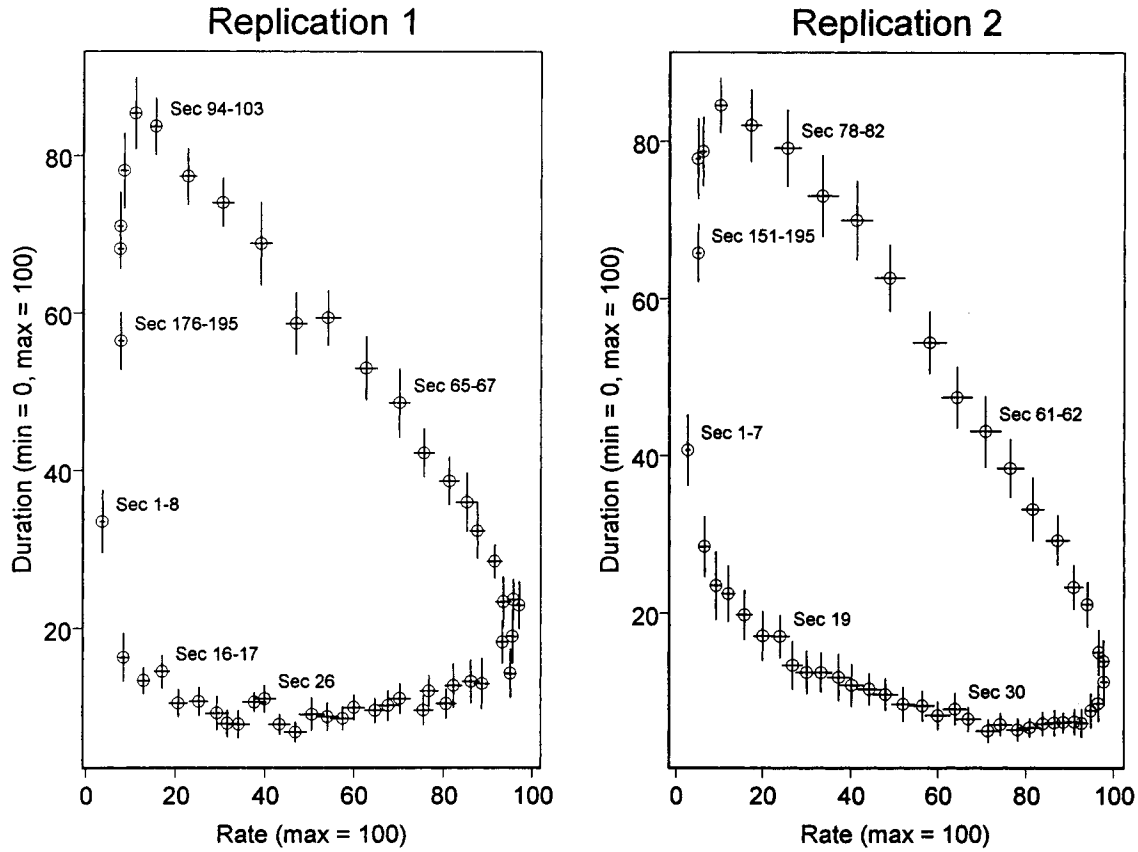 Replication 1
Sec 94-103
80
Duration (min = 0, max = 100)
Sec 176-195
60
Sec 65-67
40
Sec 1-8
20
Sec 16-17
Sec 26
0 20 40 60 80 100
Rate (max = 100)
Replication 2
Sec 78-82
80
Duration (min = 0, max = 100)
Sec 151-195
60
Sec 61-62
40
Sec 1-7
20
Sec 19
Sec 30
0 20 40 60 80 100
Rate (max = 100)